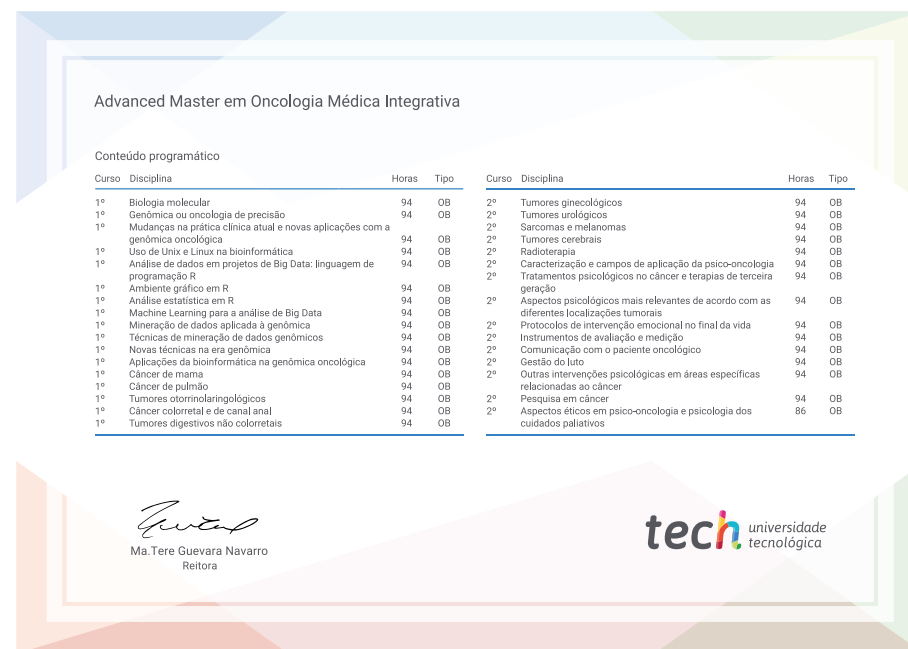 Advanced Master em Oncologia Médica Integrativa
Conteúdo programático
Curso Disciplina Horas Tipo
1º Biologia molecular 94 OB
1º Genômica ou oncologia de precisão 94 OB
1º Mudanças na prática clínica atual e novas aplicações com a
genômica oncológica 94 OB
1º Uso de Unix e Linux na bioinformática 94 OB
1º Análise de dados em projetos de Big Data: linguagem de 94 OB
programação R
1º Ambiente gráfico em R 94 OB
1º Análise estatística em R 94 OB
1º Machine Learning para a análise de Big Data 94 OB
1º Mineração de dados aplicada à genômica 94 OB
1º Técnicas de mineração de dados genômicos 94 OB
1º Novas técnicas na era genômica 94 OB
1º Aplicações da bioinformática na genômica oncológica 94 OB
1º Câncer de mama 94 OB
1º Câncer de pulmão 94 OB
1º Tumores otorrinolaringológicos 94 OB
1º Câncer colorretal e de canal anal 94 OB
1º Tumores digestivos não colorretais 94 OB
Curso Disciplina Horas Tipo
2º Tumores ginecológicos 94 OB
2º Tumores urológicos 94 OB
2º Sarcomas e melanomas 94 OB
2º Tumores cerebrais 94 OB
2º Radioterapia 94 OB
2º Caracterização e campos de aplicação da psico-oncologia 94 OB
2º Tratamentos psicológicos no câncer e terapias de terceira 94 OB
geração
2º Aspectos psicológicos mais relevantes de acordo com as 94 OB
diferentes localizações tumorais
2º Protocolos de intervenção emocional no final da vida 94 OB
2º Instrumentos de avaliação e medição 94 OB
2º Comunicação com o paciente oncológico 94 OB
2º Gestão do luto 94 OB
2º Outras intervenções psicológicas em áreas específicas 94 OB
relacionadas ao câncer
2º Pesquisa em câncer 94 OB
2º Aspectos éticos em psico-oncologia e psicologia dos 86 OB
cuidados paliativos
Ma.Tere Guevara Navarro
Reitora
tech universidade
tecnológica